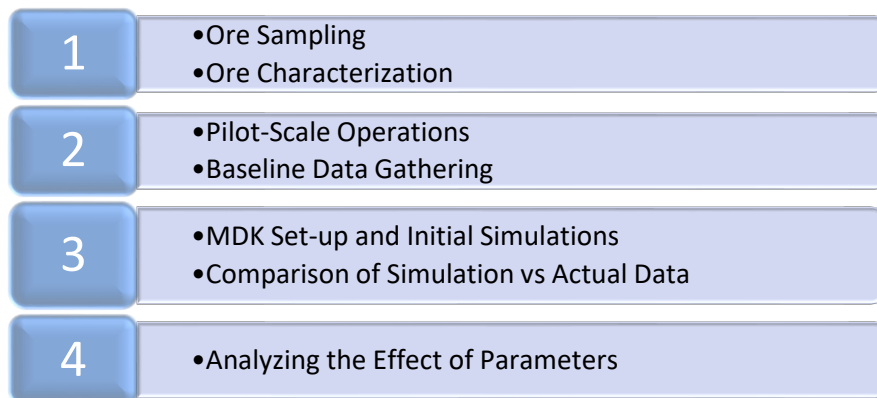 1
•Ore Sampling
•Ore Characterization
2
•Pilot-Scale Operations
•Baseline Data Gathering
3
•MDK Set-up and Initial Simulations
•Comparison of Simulation vs Actual Data
4
•Analyzing the Effect of Parameters